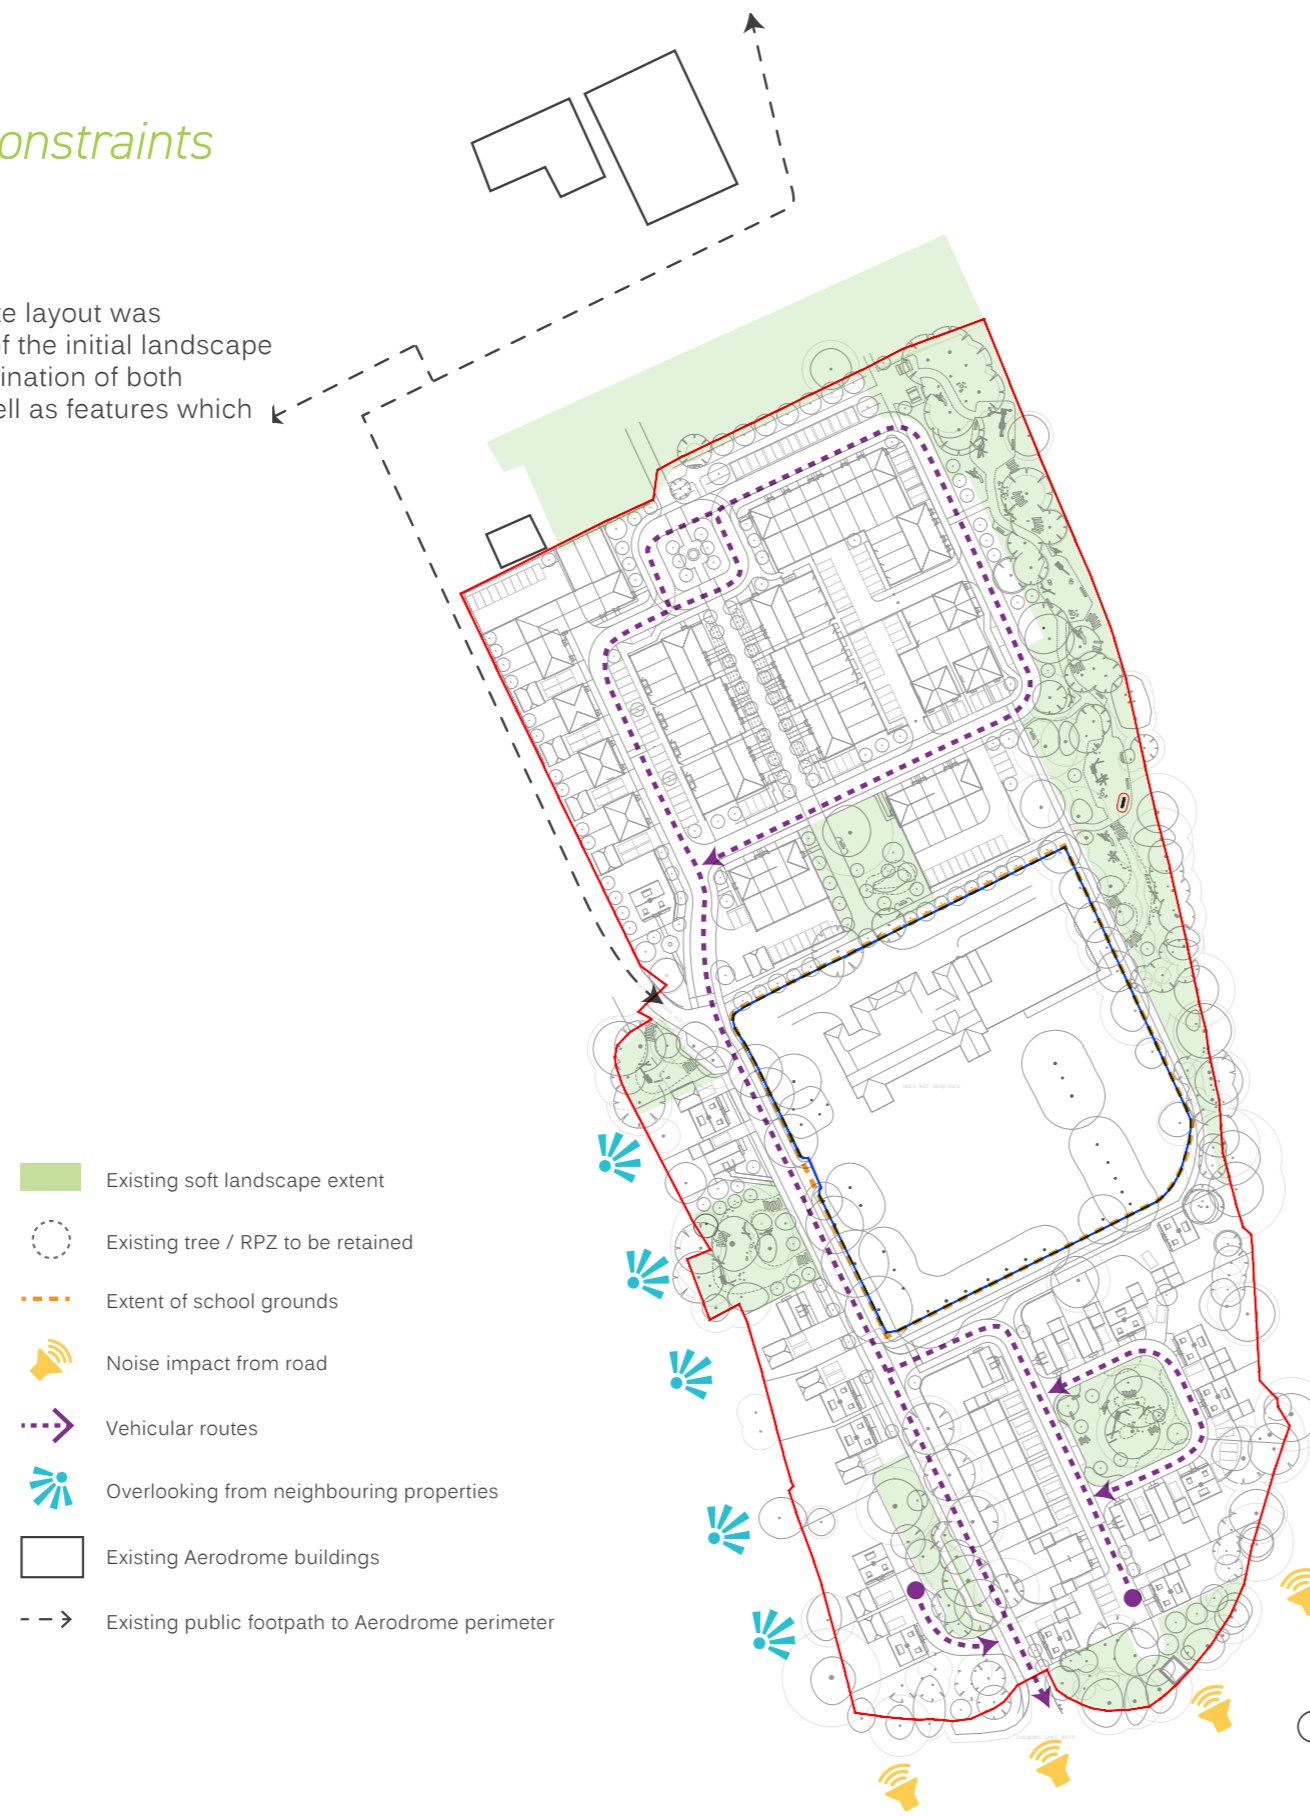 onstraints
te layout was
of the initial landscape
ination of both
ell as features which
Existing soft landscape extent
Existing tree / RPZ to be retained
Extent of school grounds
Noise impact from road
Vehicular routes
Overlooking from neighbouring properties
Existing Aerodrome buildings
Existing public footpath to Aerodrome perimeter